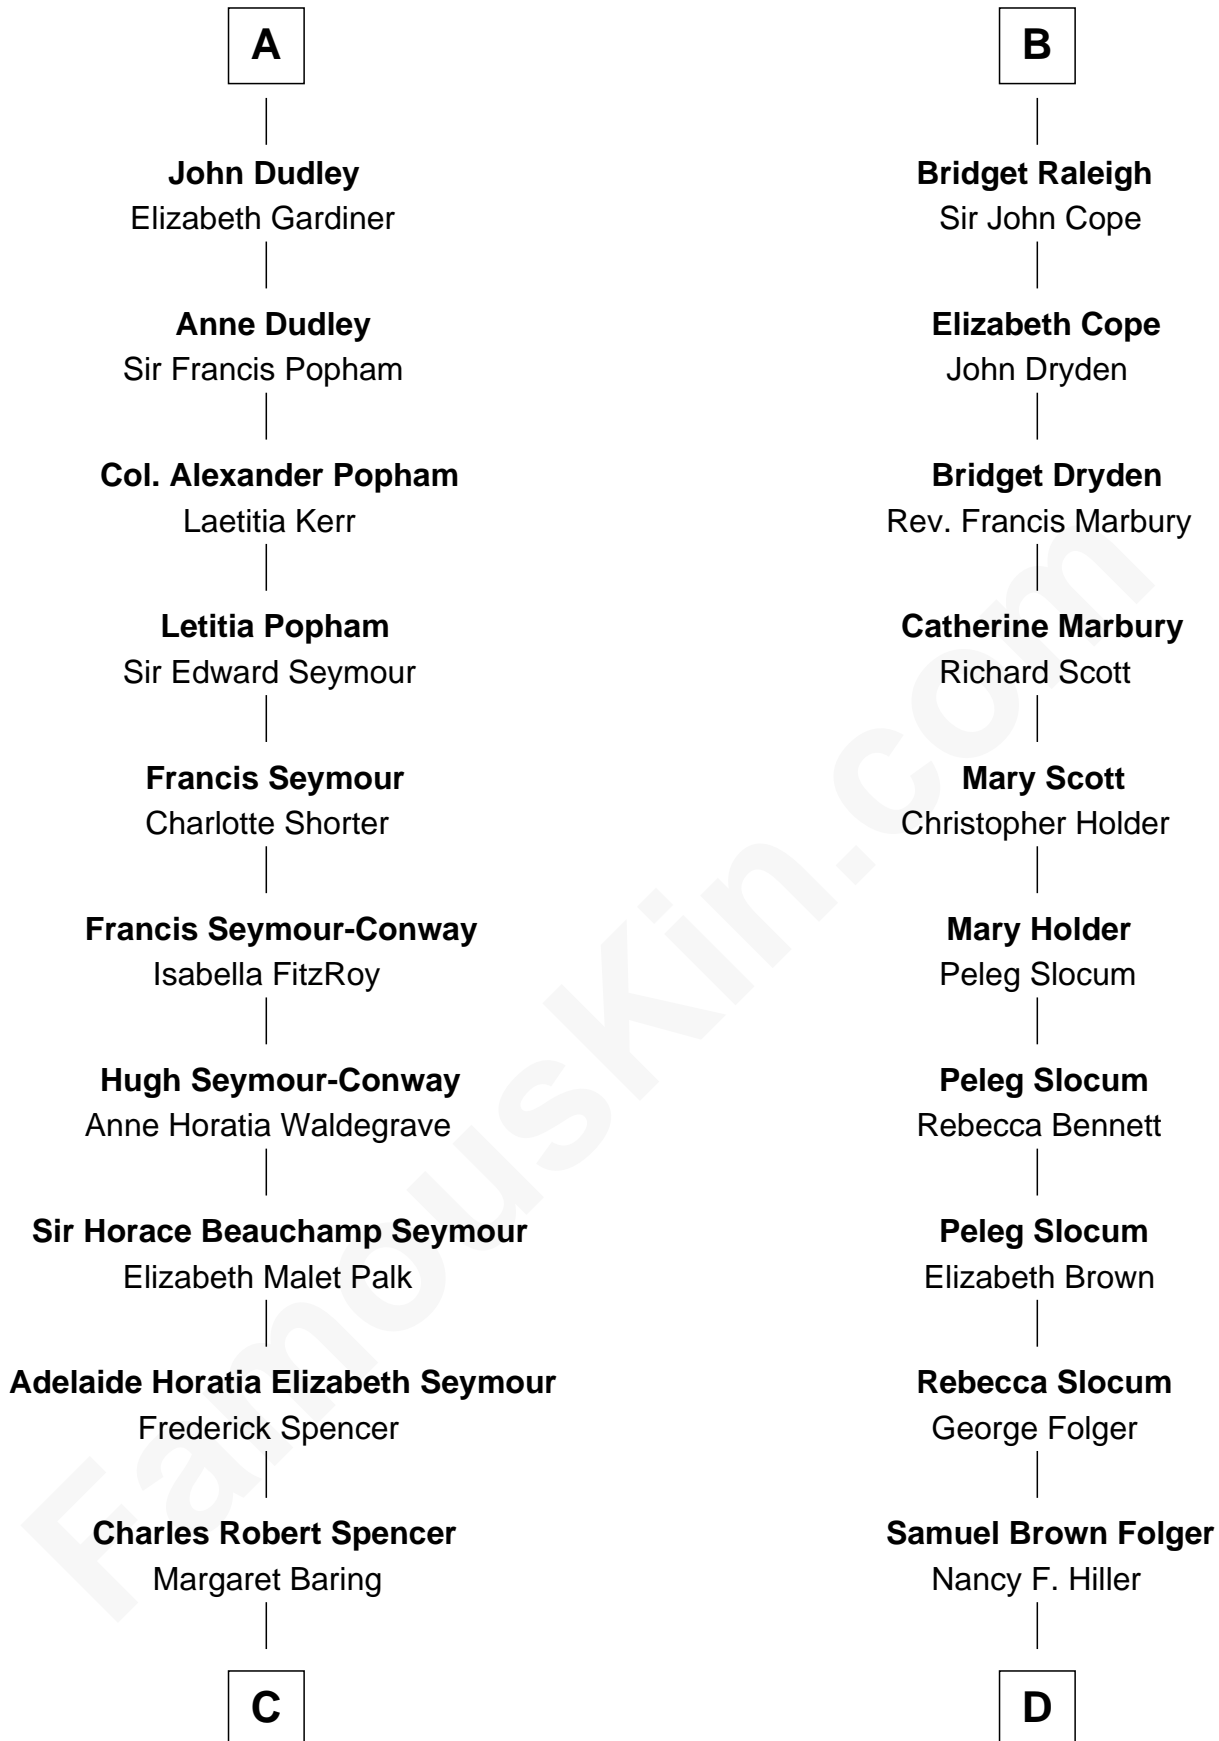 A
John Dudley
Elizabeth Gardiner
Anne Dudley
Sir Francis Popham
Col. Alexander Popham
Laetitia Kerr
Letitia Popham
Sir Edward Seymour
Francis Seymour
Charlotte Shorter
Francis Seymour-Conway
Isabella FitzRoy
Hugh Seymour-Conway
Anne Horatia Waldegrave
Sir Horace Beauchamp Seymour
Elizabeth Malet Palk
Adelaide Horatia Elizabeth Seymour
Frederick Spencer
Charles Robert Spencer
Margaret Baring
C
B
Bridget Raleigh
Sir John Cope
Elizabeth Cope
John Dryden
Bridget Dryden
Rev. Francis Marbury
Catherine Marbury
Richard Scott
Mary Scott
Christopher Holder
Mary Holder
Peleg Slocum
Peleg Slocum
Rebecca Bennett
Peleg Slocum
Elizabeth Brown
Rebecca Slocum
George Folger
Samuel Brown Folger
Nancy F. Hiller
D
FamousKin.com